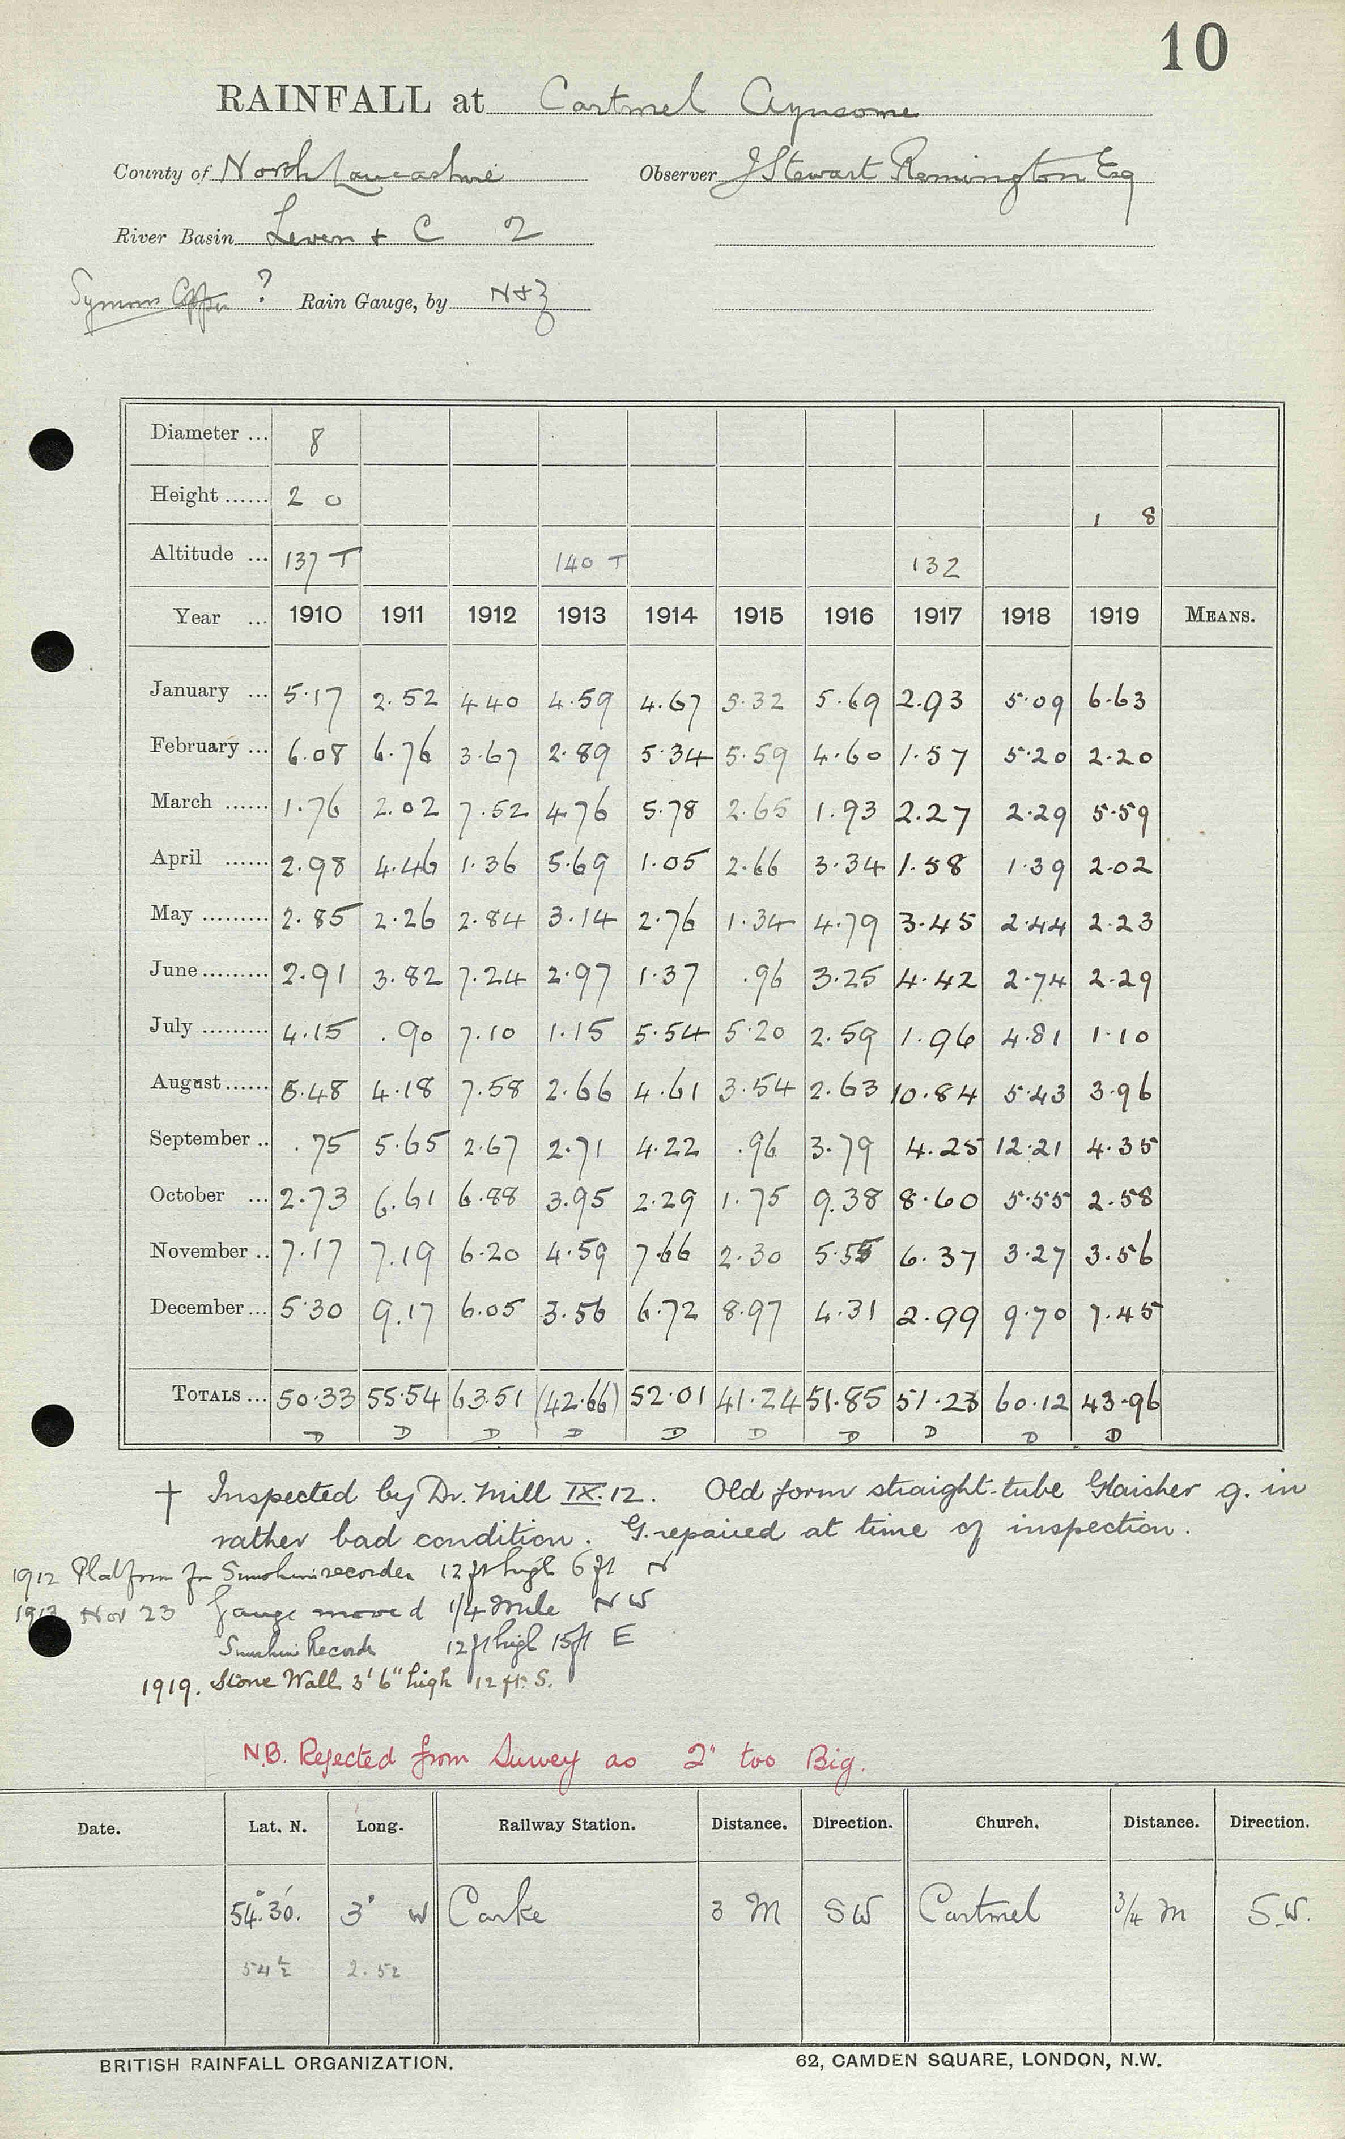 10
RAINFALL at Cartmel Aynsome
County of North Lancashire Observer J Stewart Remington Esq
River Basin Leven + C 2
Symons Copper ? Rain Gauge, by N+Z
Diameter ... 8
Height ...... 2 0 1 8
Altitude ... 137 T 140 T 132
Year ... 1910 1911 1912 1913 1914 1915 1916 1917 1918 1919 MEANS.
January ... 5.17 2.52 4.40 4.59 4.67 5.32 5.69 2.93 5.09 6.63
February ... 6.08 6.76 3.67 2.89 5.34 5.59 4.60 1.57 5.20 2.20
March ...... 1.76 2.02 7.52 4.76 5.78 2.65 1.93 2.27 2.29 5.59
April ...... 2.98 4.46 1.36 5.69 1.05 2.66 3.34 1.58 1.39 2.02
May ......... 2.85 2.26 2.84 3.14 2.76 1.34 4.79 3.45 2.44 2.23
June ......... 2.91 3.82 7.24 2.97 1.37 .96 3.25 4.42 2.74 2.29
July ......... 4.15 .90 7.10 1.15 5.54 5.20 2.59 1.96 4.81 1.10
August ...... 8.48 4.18 7.58 2.66 4.61 3.54 2.63 10.84 5.43 3.96
September .. .75 5.65 2.67 2.71 4.22 .96 3.79 4.25 12.21 4.35
October ... 2.73 6.61 6.88 3.95 2.29 1.75 9.38 8.60 5.55 2.58
November .. 7.17 7.19 6.20 4.59 7.66 2.30 5.55 6.37 3.27 3.56
December ... 5.30 9.17 6.05 3.56 6.72 8.97 4.31 2.99 9.70 7.45
TOTALS ... 50.33 55.54 63.51 (42.66) 52.01 41.24 51.85 51.23 60.12 43.96
D D D D D D D D D D
† Inspected by Dr. Mill IX.12. Old form straight-tube Glaisher g. in
rather bad condition. G. repaired at time of inspection.
1912 Platform for Sunshine recorder 12 ft high 6 ft N
1913 Nov 23 Gauge moved 1/4 mile NW
Sunshine Records 12 ft high 15 ft E
1919. Stone Wall 3' 6" high 12 ft. S.
N.B. Rejected from Survey as 2" too Big.
Date. Lat. N. Long. Railway Station. Distance. Direction. Church. Distance. Direction.
54°.30'. 3° W Carke 3 M SW Cartmel 3/4 m S.W.
54 1/2 2.52
BRITISH RAINFALL ORGANIZATION. 62, CAMDEN SQUARE, LONDON, N.W.